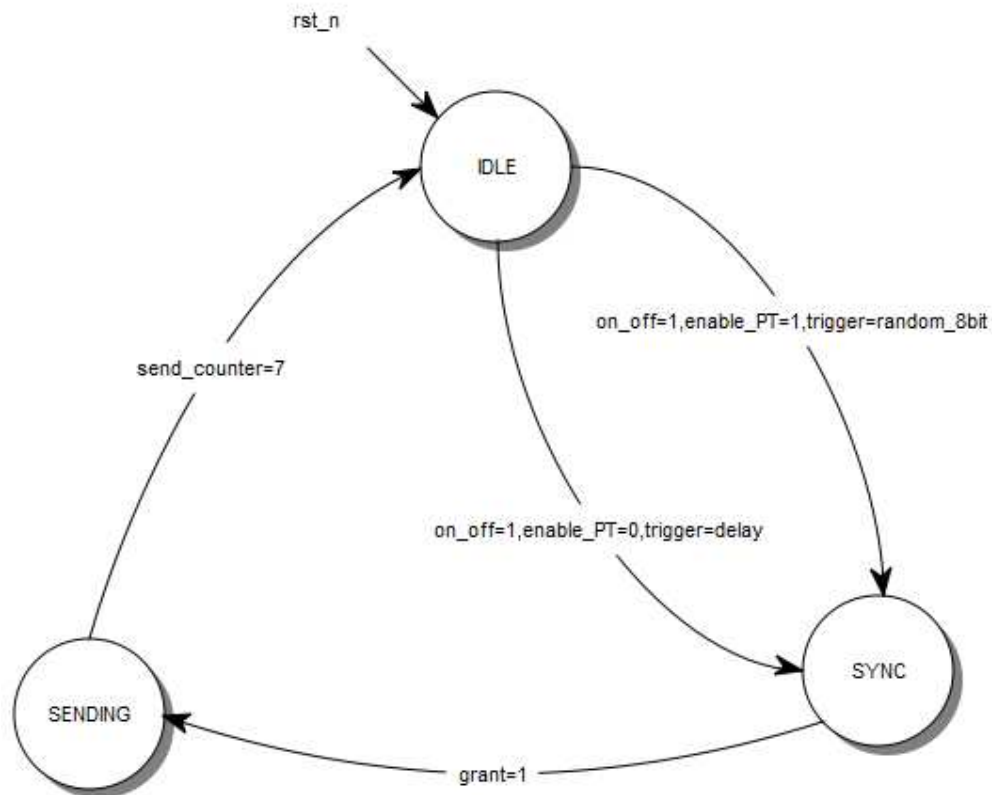 rst_n
IDLE
on_off=1,enable_PT=1,trigger=random_8bit
send_counter=7
on_off=1,enable_PT=0,trigger=delay
SYNC
SENDING
grant=1